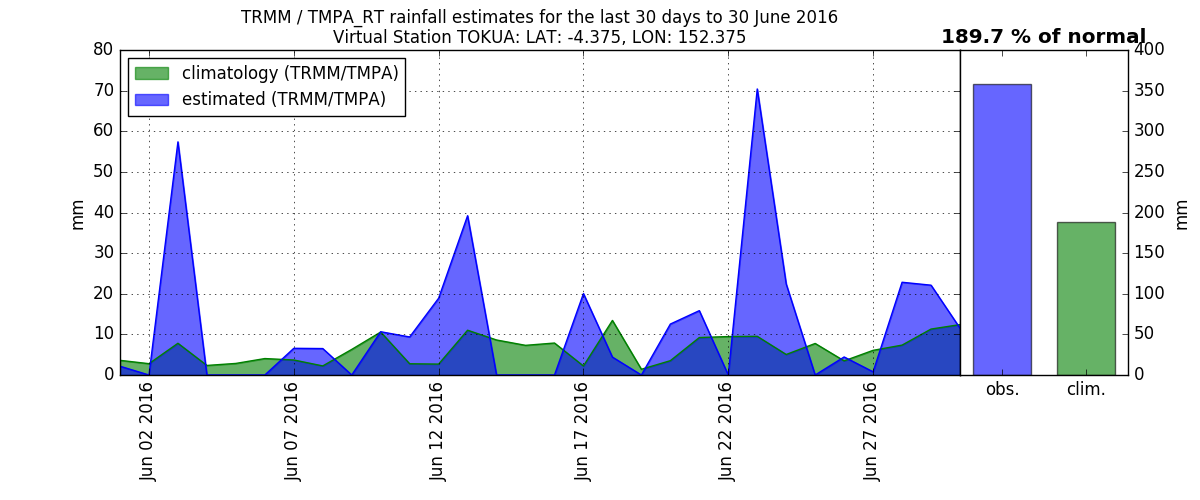 TRMM / TMPA_RT rainfall estimates for the last 30 days to 30 June 2016
Virtual Station TOKUA: LAT: -4.375, LON: 152.375
189.7 % of normal
climatology (TRMM/TMPA)
estimated (TRMM/TMPA)
80
70
60
50
40
30
20
10
0
mm
Jun 02 2016
Jun 07 2016
Jun 12 2016
Jun 17 2016
Jun 22 2016
Jun 27 2016
obs.
clim.
400
350
300
250
200
150
100
50
0
mm